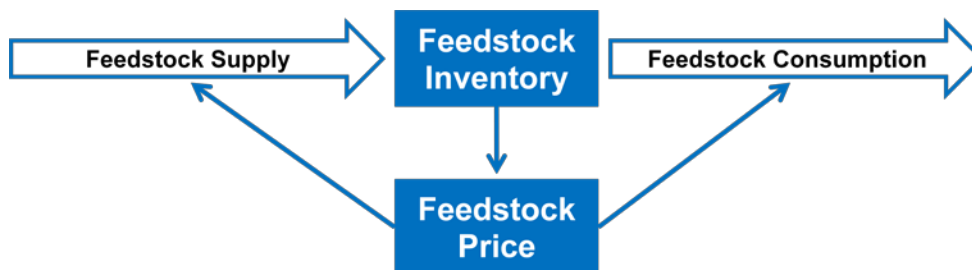 Feedstock Supply
Feedstock
Inventory
Feedstock Consumption
Feedstock
Price